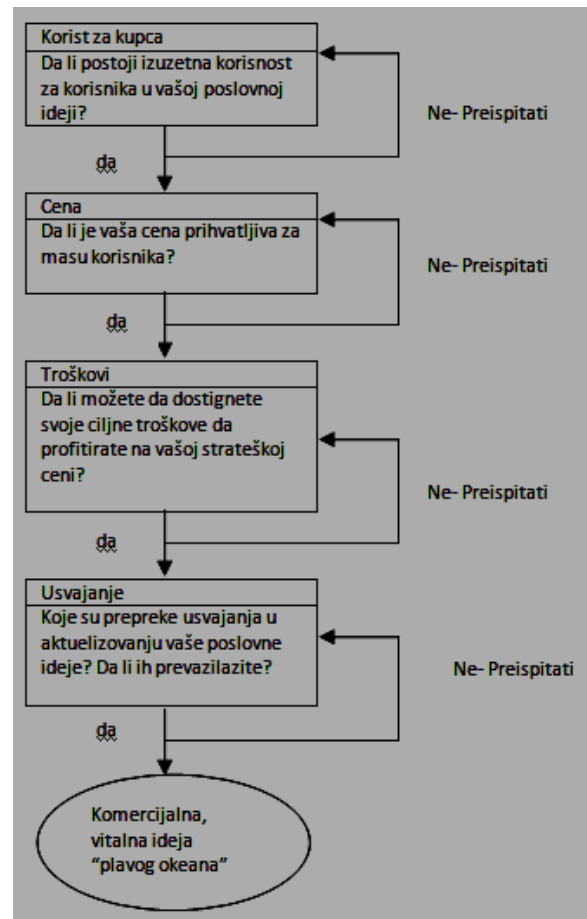 Korist za kupca
Da li postoji izuzetna korisnost
za korisnika u vašoj poslovnoj
ideji?
Ne- Preispitati
da
Cena
Da li je vaša cena prihvatljiva za
masu korisnika?
Ne- Preispitati
da
Troškovi
Da li možete da dostignete
svoje ciljne troškove da
profitirate na vašoj strateškoj
ceni?
Ne- Preispitati
da
Usvajanje
Koje su prepreke usvajanja u
aktuelizovanju vaše poslovne
ideje? Da li ih prevazilazite?
Ne- Preispitati
da
Komercijalna,
vitalna ideja
“plavog okeana”